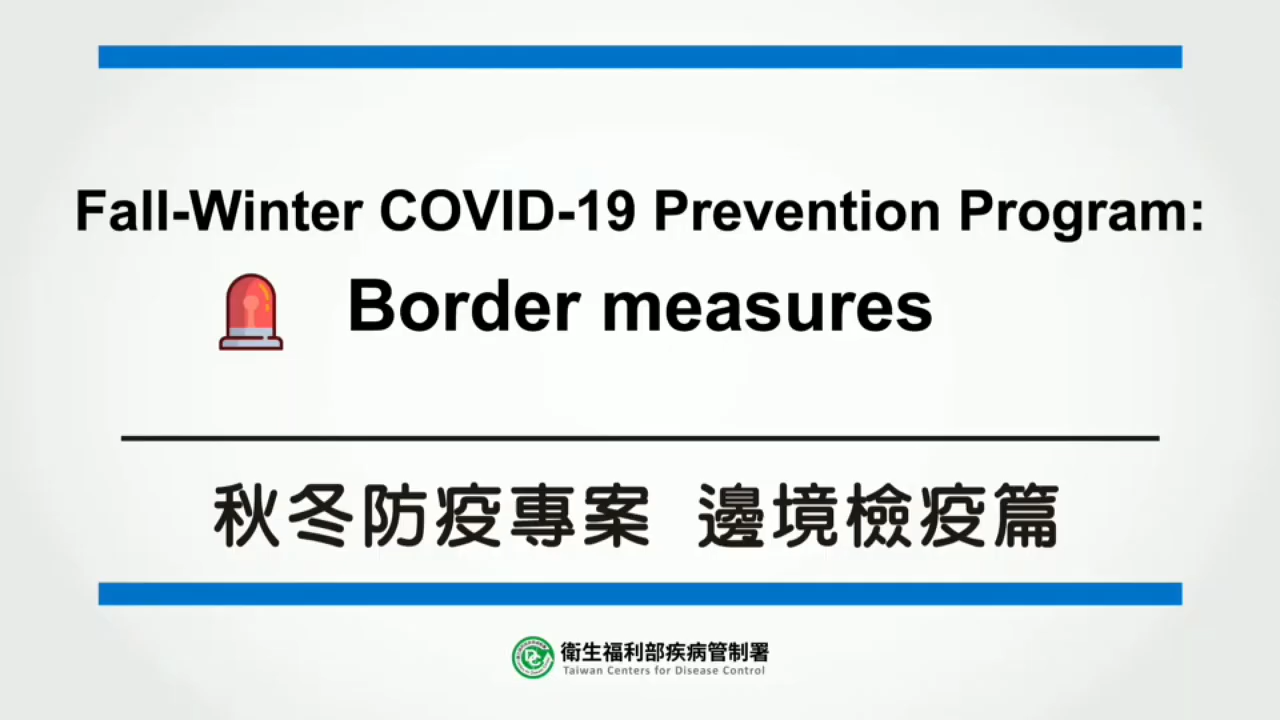 Fall-Winter COVID-19 Prevention Program:
Border measures
秋冬防疫專案 邊境檢疫篇
衛生福利部疾病管制署
Taiwan Centers for Disease Control